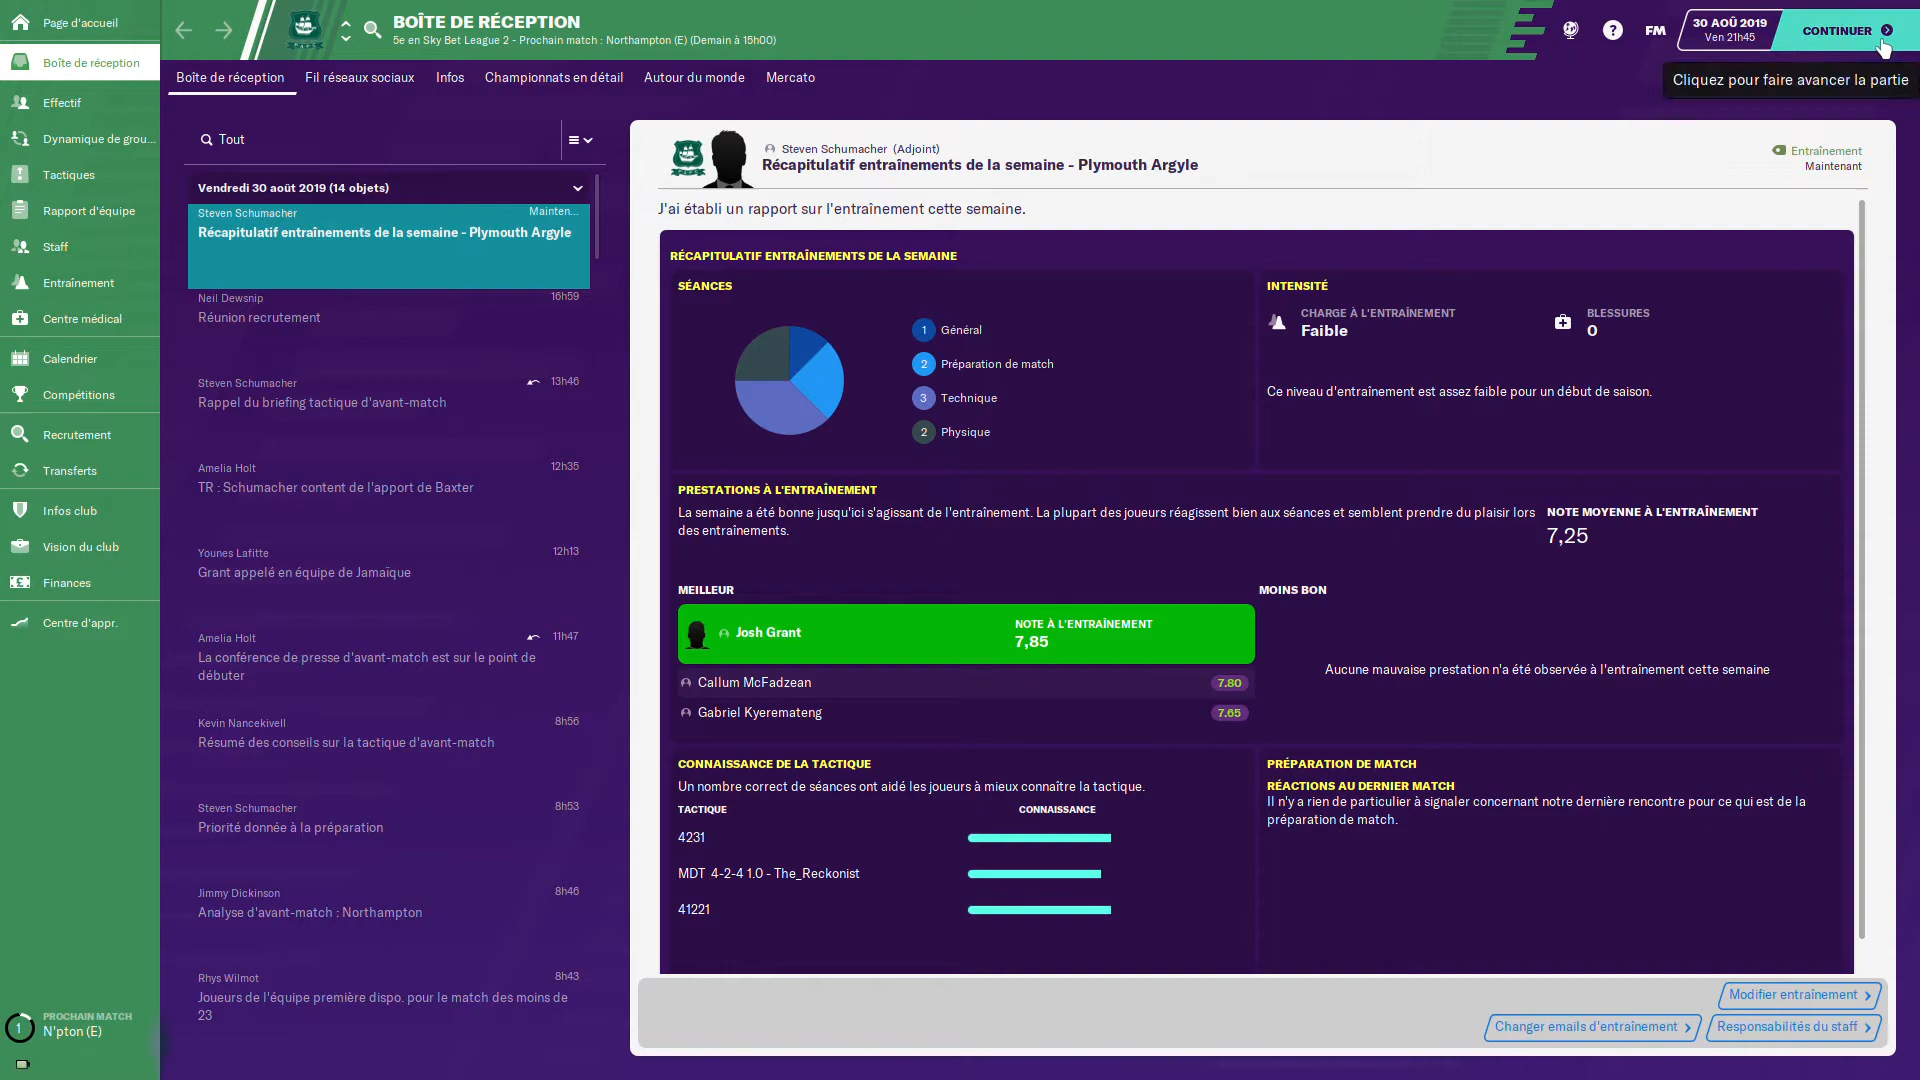 Page d'accueil
Boîte de réception
Effectif
Dynamique de grou...
Tactiques
Rapport d'équipe
Staff
Entraînement
Centre médical
Calendrier
Compétitions
Recrutement
Transferts
Infos club
Vision du club
Finances
Centre d'appr.
PROCHAIN MATCH
1
N'pton (E)
BOÎTE DE RÉCEPTION
5e en Sky Bet League 2 - Prochain match : Northampton (E) (Demain à 15h00)
?
FM
30 AOÛ 2019
Ven 21h45
CONTINUER
Cliquez pour faire avancer la partie
Boîte de réception Fil réseaux sociaux Infos Championnats en détail Autour du monde Mercato
Tout
Vendredi 30 août 2019 (14 objets)
Steven Schumacher Mainten...
Récapitulatif entraînements de la semaine - Plymouth Argyle
Neil Dewsnip 16h59
Réunion recrutement
Steven Schumacher 13h46
Rappel du briefing tactique d'avant-match
Amelia Holt 12h35
TR : Schumacher content de l'apport de Baxter
Younes Lafitte 12h13
Grant appelé en équipe de Jamaïque
Amelia Holt 11h47
La conférence de presse d'avant-match est sur le point de
débuter
Kevin Nancekivell 8h56
Résumé des conseils sur la tactique d'avant-match
Steven Schumacher 8h53
Priorité donnée à la préparation
Jimmy Dickinson 8h46
Analyse d'avant-match : Northampton
Rhys Wilmot 8h43
Joueurs de l'équipe première dispo. pour le match des moins de
23
Steven Schumacher (Adjoint)
Récapitulatif entraînements de la semaine - Plymouth Argyle
Entraînement
Maintenant
J'ai établi un rapport sur l'entraînement cette semaine.
RÉCAPITULATIF ENTRAÎNEMENTS DE LA SEMAINE
SÉANCES
1 Général
2 Préparation de match
3 Technique
2 Physique
INTENSITÉ
CHARGE À L'ENTRAÎNEMENT
Faible
BLESSURES
0
Ce niveau d'entraînement est assez faible pour un début de saison.
PRESTATIONS À L'ENTRAÎNEMENT
La semaine a été bonne jusqu'ici s'agissant de l'entraînement. La plupart des joueurs réagissent bien aux séances et semblent prendre du plaisir lors
des entraînements.
NOTE MOYENNE À L'ENTRAÎNEMENT
7,25
MEILLEUR
Josh Grant
NOTE À L'ENTRAÎNEMENT
7,85
Callum McFadzean 7.80
Gabriel Kyeremateng 7.65
MOINS BON
Aucune mauvaise prestation n'a été observée à l'entraînement cette semaine
CONNAISSANCE DE LA TACTIQUE
Un nombre correct de séances ont aidé les joueurs à mieux connaître la tactique.
TACTIQUE CONNAISSANCE
4231
MDT 4-2-4 1.0 - The_Reckonist
41221
PRÉPARATION DE MATCH
RÉACTIONS AU DERNIER MATCH
Il n'y a rien de particulier à signaler concernant notre dernière rencontre pour ce qui est de la
préparation de match.
Modifier entraînement
Changer emails d'entraînement
Responsabilités du staff